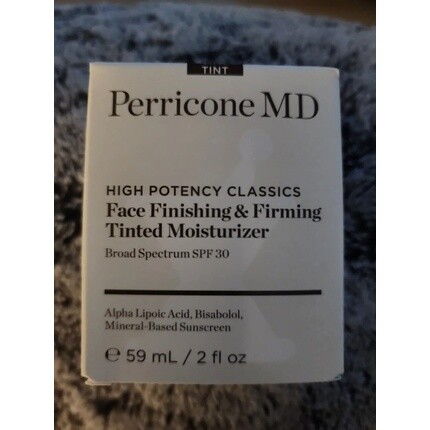 TINT
Perricone MD
HIGH POTENCY CLASSICS
Face Finishing & Firming
Tinted Moisturizer
Broad Spectrum SPF 30
Alpha Lipoic Acid, Bisabolol,
Mineral-Based Sunscreen
℮ 59 mL / 2 fl oz